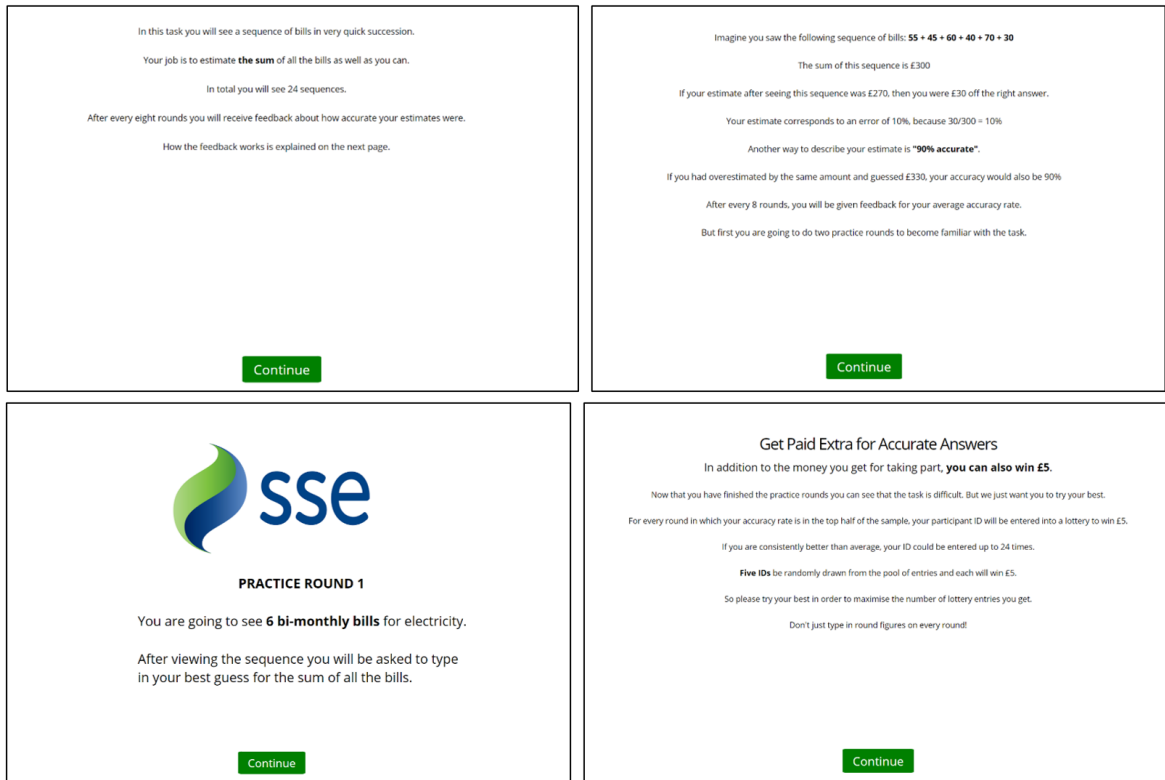 In this task you will see a sequence of bills in very quick succession.
Your job is to estimate the sum of all the bills as well as you can.
In total you will see 24 sequences.
After every eight rounds you will receive feedback about how accurate your estimates were.
How the feedback works is explained on the next page.
Continue
Imagine you saw the following sequence of bills: 55 + 45 + 60 + 40 + 70 + 30
The sum of this sequence is £300
If your estimate after seeing this sequence was £270, then you were £30 off the right answer.
Your estimate corresponds to an error of 10%, because 30/300 = 10%
Another way to describe your estimate is "90% accurate".
If you had overestimated by the same amount and guessed £330, your accuracy would also be 90%
After every 8 rounds, you will be given feedback for your average accuracy rate.
But first you are going to do two practice rounds to become familiar with the task.
Continue
sse
PRACTICE ROUND 1
You are going to see 6 bi-monthly bills for electricity.
After viewing the sequence you will be asked to type
in your best guess for the sum of all the bills.
Continue
Get Paid Extra for Accurate Answers
In addition to the money you get for taking part, you can also win £5.
Now that you have finished the practice rounds you can see that the task is difficult. But we just want you to try your best.
For every round in which your accuracy rate is in the top half of the sample, your participant ID will be entered into a lottery to win £5.
If you are consistently better than average, your ID could be entered up to 24 times.
Five IDs be randomly drawn from the pool of entries and each will win £5.
So please try your best in order to maximise the number of lottery entries you get.
Don't just type in round figures on every round!
Continue